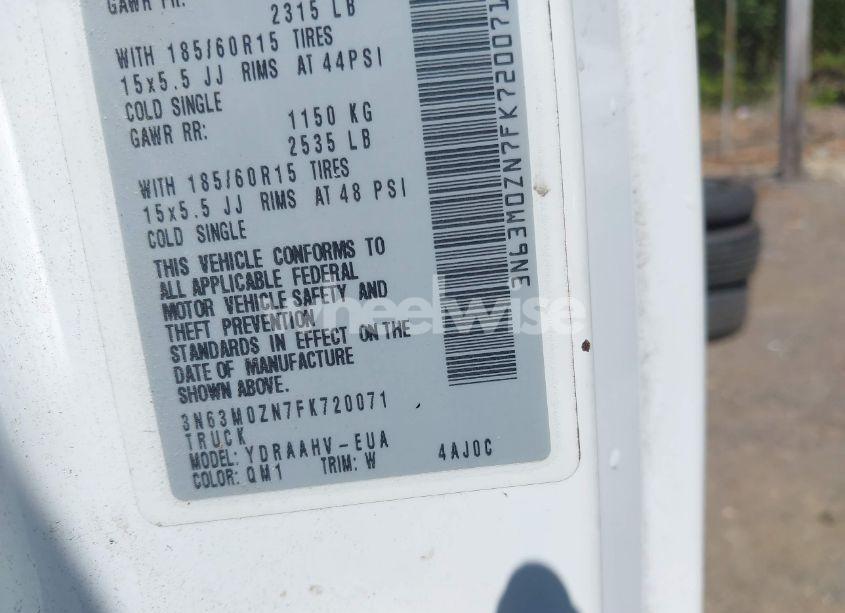 GAWR FR:
2315 LB
WITH 185/60R15 TIRES
15x5.5 JJ RIMS AT 44PSI
COLD SINGLE
GAWR RR: 1150 KG
2535 LB
WITH 185/60R15 TIRES
15x5.5 JJ RIMS AT 48 PSI
COLD SINGLE
THIS VEHICLE CONFORMS TO
ALL APPLICABLE FEDERAL
MOTOR VEHICLE SAFETY AND
THEFT PREVENTION
STANDARDS IN EFFECT ON THE
DATE OF MANUFACTURE
SHOWN ABOVE.
3N63M0ZN7FK720071
TRUCK
MODEL: YDRAAHV-EUA
COLOR: QM1 TRIM: W 4AJ0C
3N63M0ZN7FK720071
wheelwise